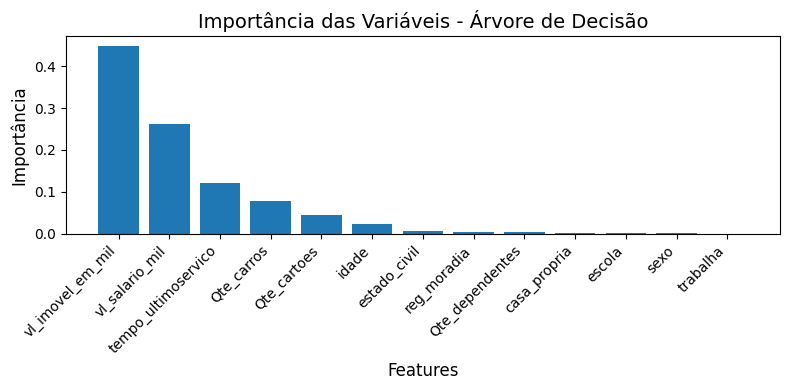 Importância das Variáveis - Árvore de Decisão
Importância
0.4
0.3
0.2
0.1
0.0
vl_imovel_em_mil
vl_salario_mil
tempo_ultimoservico
Qte_carros
Qte_cartoes
idade
estado_civil
reg_moradia
Qte_dependentes
casa_propria
escola
sexo
trabalha
Features